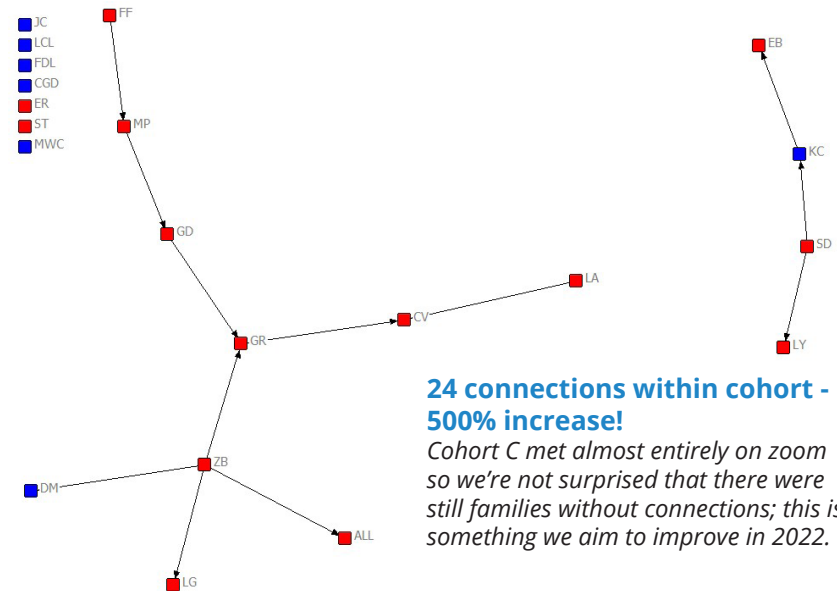 JC
LCL
FDL
CGD
ER
ST
MWC
FF
MP
GD
GR
CV
LA
ZB
DM
ALL
LG
EB
KC
SD
LY
24 connections within cohort -
500% increase!
Cohort C met almost entirely on zoom
so we're not surprised that there were
still families without connections; this is
something we aim to improve in 2022.